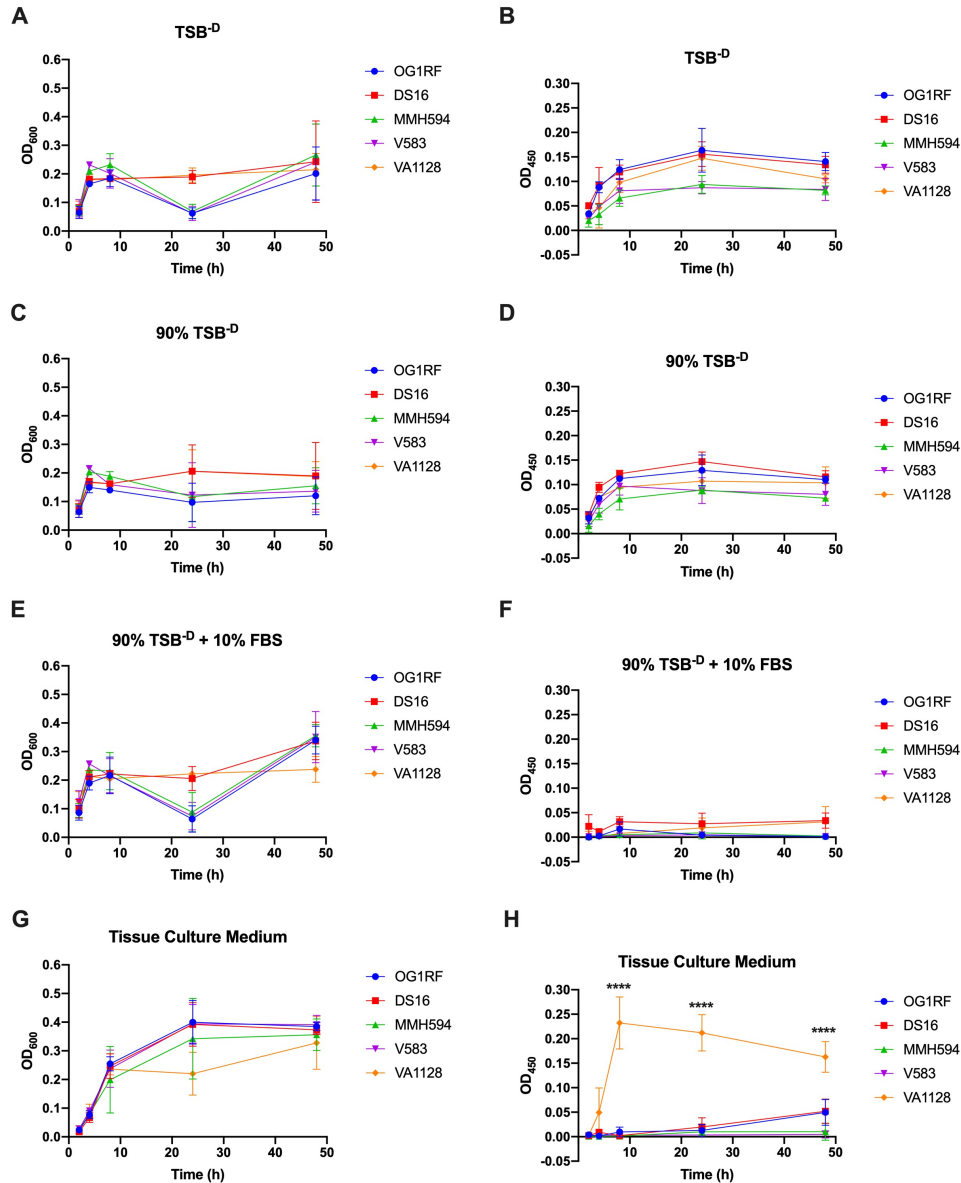 A
TSB-D
OD600
0.6
0.5
0.4
0.3
0.2
0.1
0.0
0 10 20 30 40 50
Time (h)
OG1RF
DS16
MMH594
V583
VA1128
B
TSB-D
OD450
0.30
0.25
0.20
0.15
0.10
0.05
0.00
-0.05
10 20 30 40 50
Time (h)
OG1RF
DS16
MMH594
V583
VA1128
C
90% TSB-D
OD600
0.6
0.5
0.4
0.3
0.2
0.1
0.0
0 10 20 30 40 50
Time (h)
OG1RF
DS16
MMH594
V583
VA1128
D
90% TSB-D
OD450
0.30
0.25
0.20
0.15
0.10
0.05
0.00
-0.05
10 20 30 40 50
Time (h)
OG1RF
DS16
MMH594
V583
VA1128
E
90% TSB-D + 10% FBS
OD600
0.6
0.5
0.4
0.3
0.2
0.1
0.0
0 10 20 30 40 50
Time (h)
OG1RF
DS16
MMH594
V583
VA1128
F
90% TSB-D + 10% FBS
OD450
0.30
0.25
0.20
0.15
0.10
0.05
0.00
-0.05
10 20 30 40 50
Time (h)
OG1RF
DS16
MMH594
V583
VA1128
G
Tissue Culture Medium
OD600
0.6
0.5
0.4
0.3
0.2
0.1
0.0
0 10 20 30 40 50
Time (h)
OG1RF
DS16
MMH594
V583
VA1128
H
Tissue Culture Medium
OD450
0.30
0.25
0.20
0.15
0.10
0.05
0.00
-0.05
**** **** ****
10 20 30 40 50
Time (h)
OG1RF
DS16
MMH594
V583
VA1128